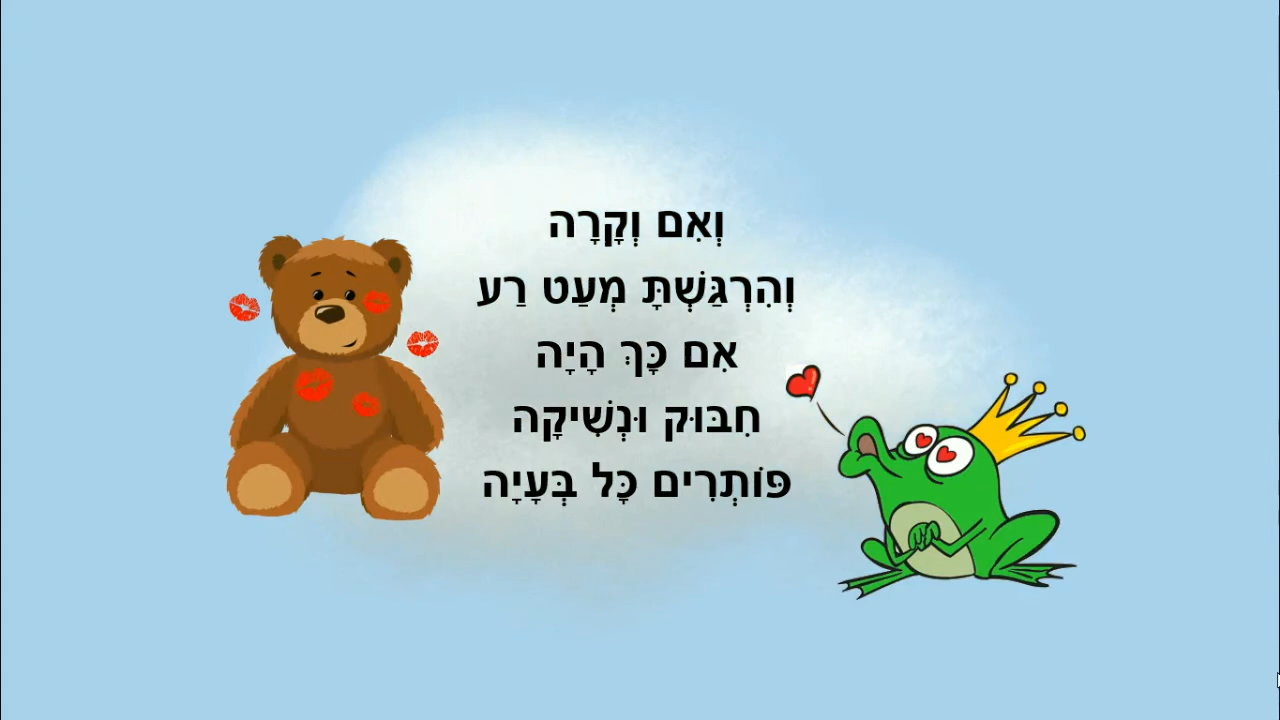 וְאִם וְקָרָה
וְהִרְגַּשְׁתָּ מְעַט רַע
אִם כָּךְ הָיָה
חִבּוּק וּנְשִׁיקָה
פּוֹתְרִים כָּל בְּעָיָה